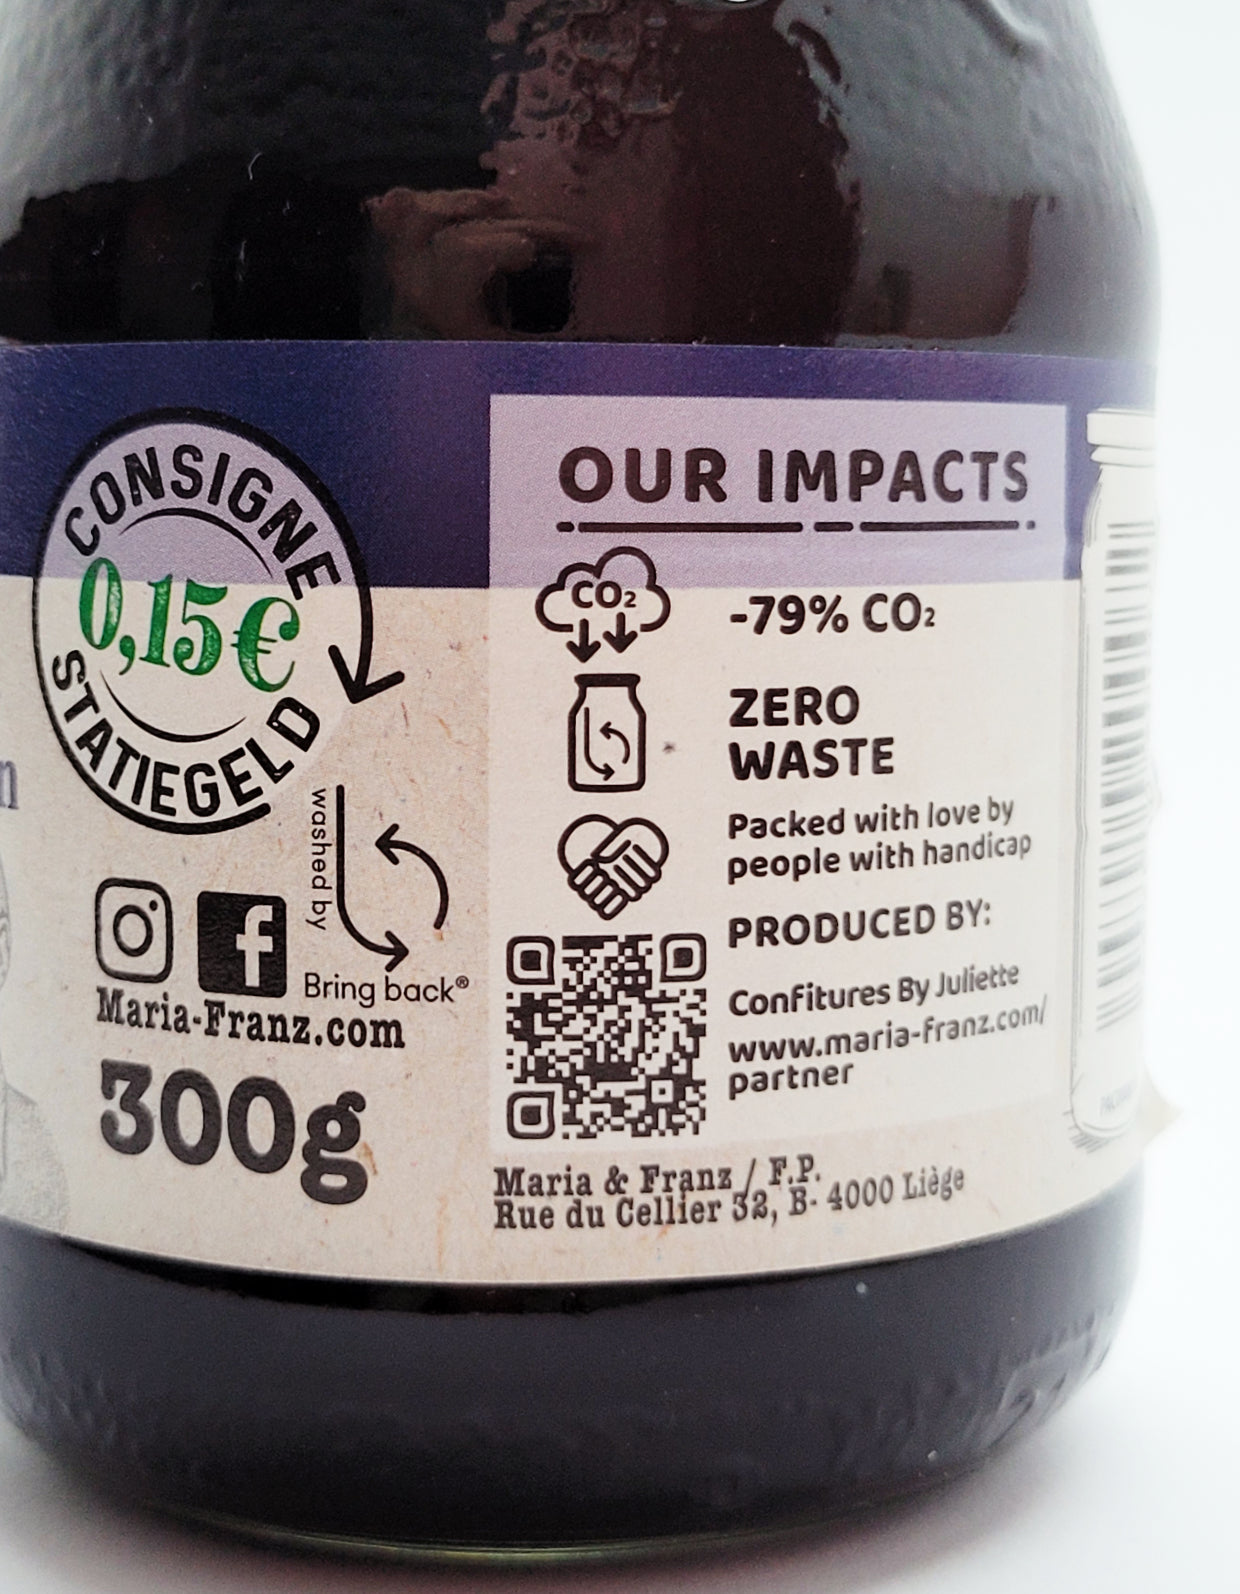 CONSIGNE
0,15€
STATIEGELD
washed by
Bring back®
Maria-Franz.com
300g
OUR IMPACTS
CO₂
-79% CO₂
ZERO
WASTE
Packed with love by
people with handicap
PRODUCED BY:
Confitures By Juliette
www.maria-franz.com/
partner
Maria & Franz / F.P.
Rue du Cellier 32, B- 4000 Liège